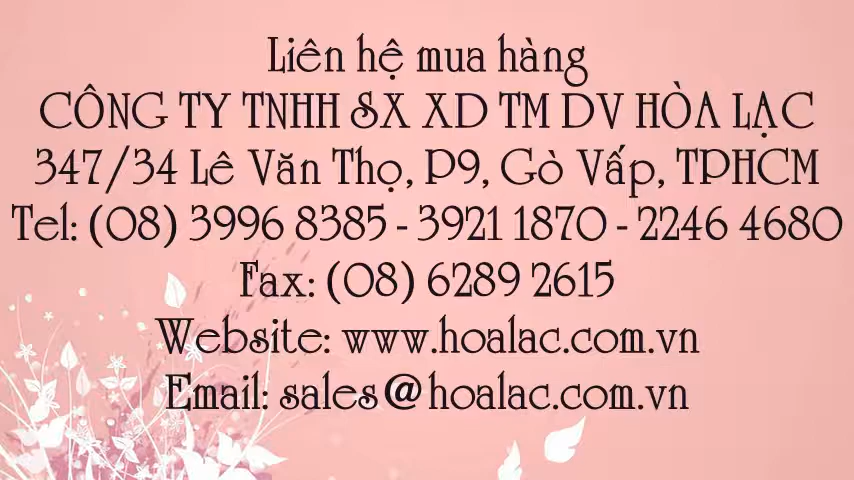 Liên hệ mua hàng
CÔNG TY TNHH SX XD TM DV HÒA LẠC
347/34 Lê Văn Thọ, P9, Gò Vấp, TPHCM
Tel: (08) 3996 8385 - 3921 1870 - 2246 4680
Fax: (08) 6289 2615
Website: www.hoalac.com.vn
Email: sales@hoalac.com.vn